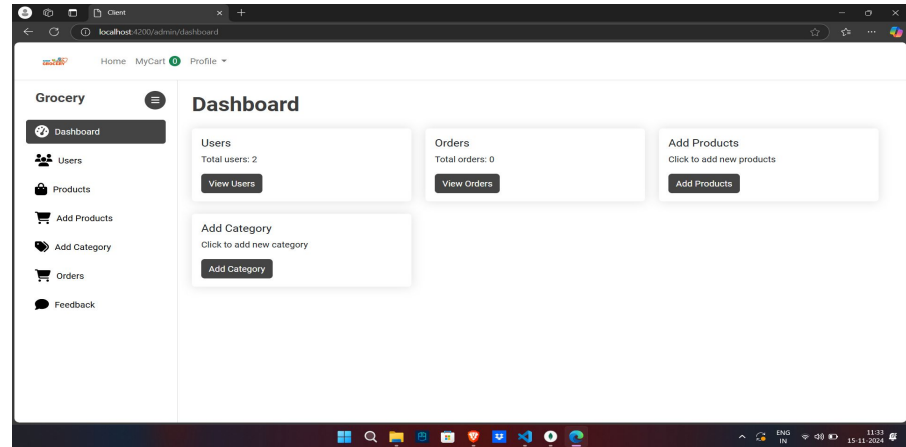 Client
localhost:4200/admin/dashboard
GROCERY
Home MyCart 0 Profile
Grocery
Dashboard
Users
Products
Add Products
Add Category
Orders
Feedback
Dashboard
Users
Total users: 2
View Users
Orders
Total orders: 0
View Orders
Add Products
Click to add new products
Add Products
Add Category
Click to add new category
Add Category
ENG
IN
11:33
15-11-2024